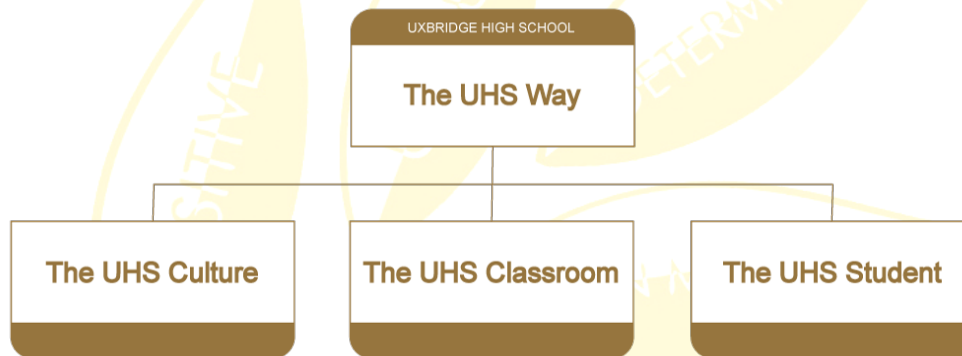 UXBRIDGE HIGH SCHOOL
The UHS Way
The UHS Culture
The UHS Classroom
The UHS Student